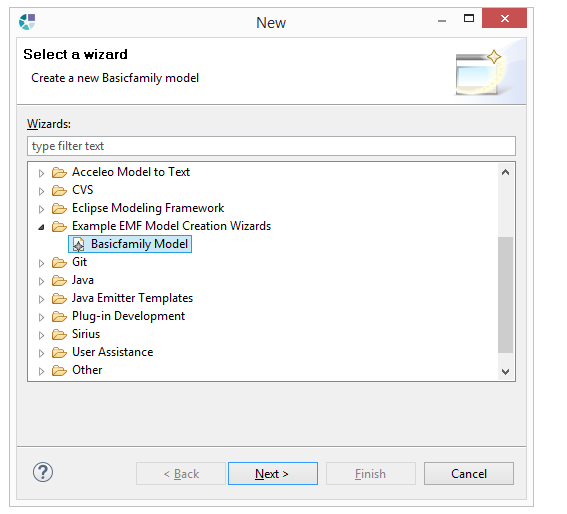 New
Select a wizard
Create a new Basicfamily model
Wizards:
type filter text
Acceleo Model to Text
CVS
Eclipse Modeling Framework
Example EMF Model Creation Wizards
Basicfamily Model
Git
Java
Java Emitter Templates
Plug-in Development
Sirius
User Assistance
Other
? < Back Next > Finish Cancel